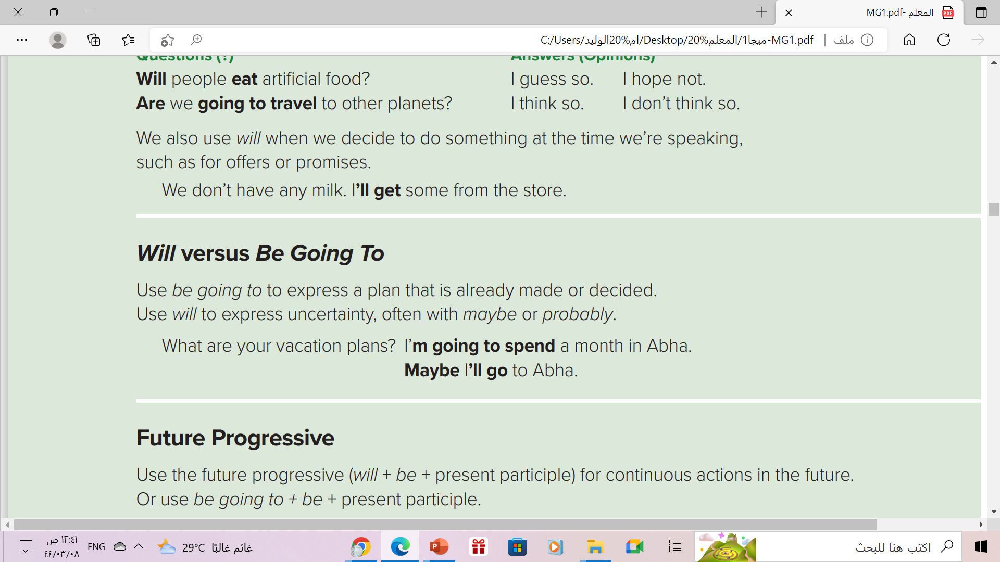 المعلم -MG1.pdf
C:/Users/ام%20الوليد/Desktop/ميجا1/المعلم%20-MG1.pdf
ملف
Questions (?) Answers (Opinions)
Will people eat artificial food? I guess so. I hope not.
Are we going to travel to other planets? I think so. I don't think so.
We also use will when we decide to do something at the time we're speaking,
such as for offers or promises.
We don't have any milk. I'll get some from the store.
Will versus Be Going To
Use be going to to express a plan that is already made or decided.
Use will to express uncertainty, often with maybe or probably.
What are your vacation plans? I'm going to spend a month in Abha.
Maybe I'll go to Abha.
Future Progressive
Use the future progressive (will + be + present participle) for continuous actions in the future.
Or use be going to + be + present participle.
١٢:٤١ ص
٤٤/٠٣/٠٨
ENG
29°C غائم غالبًا
اكتب هنا للبحث